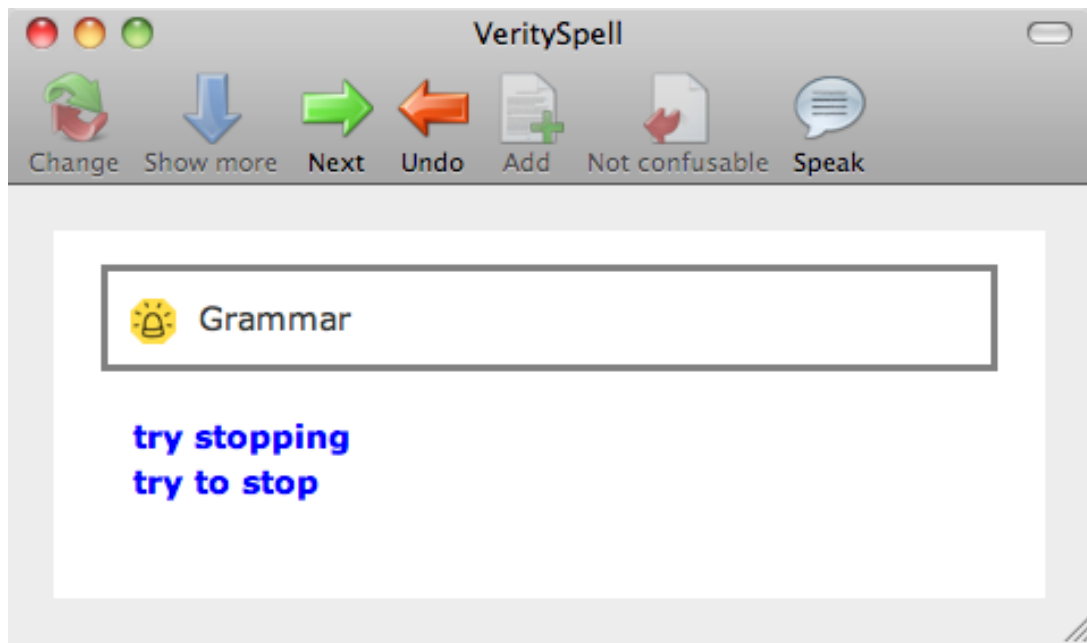 VeritySpell
Change Show more Next Undo Add Not confusable Speak
Grammar
try stopping
try to stop